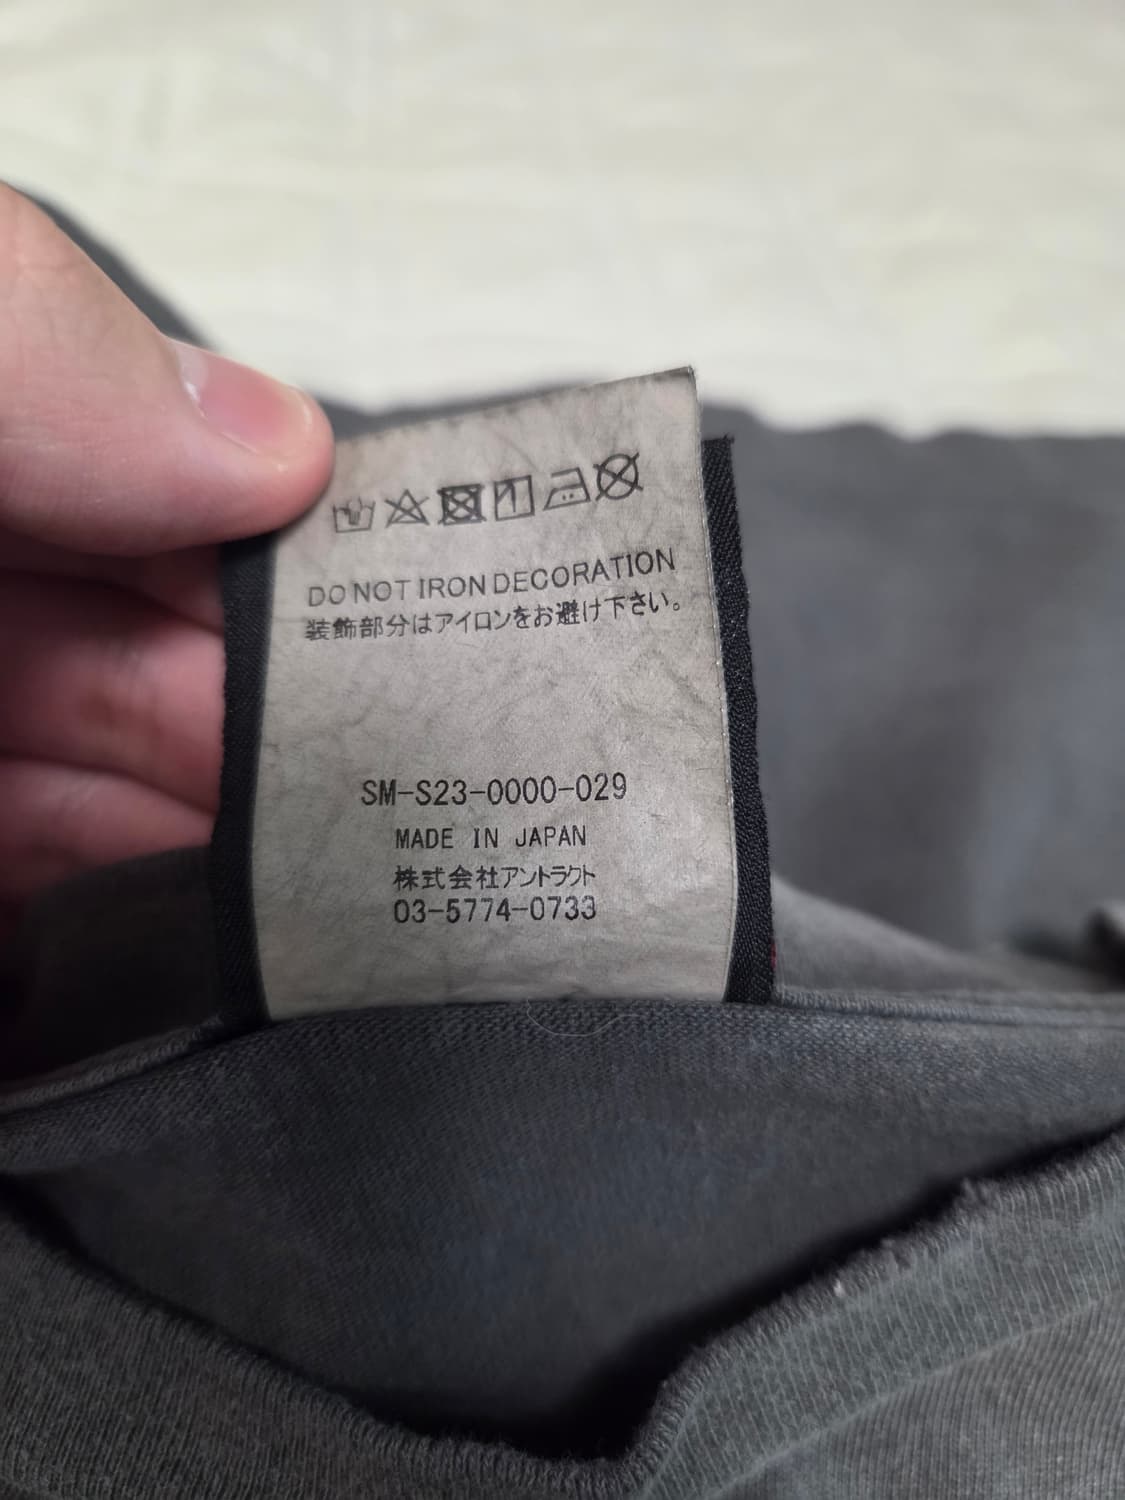 DO NOT IRON DECORATION
装飾部分はアイロンをお避け下さい。
SM-S23-0000-029
MADE IN JAPAN
株式会社アントラクト
03-5774-0733